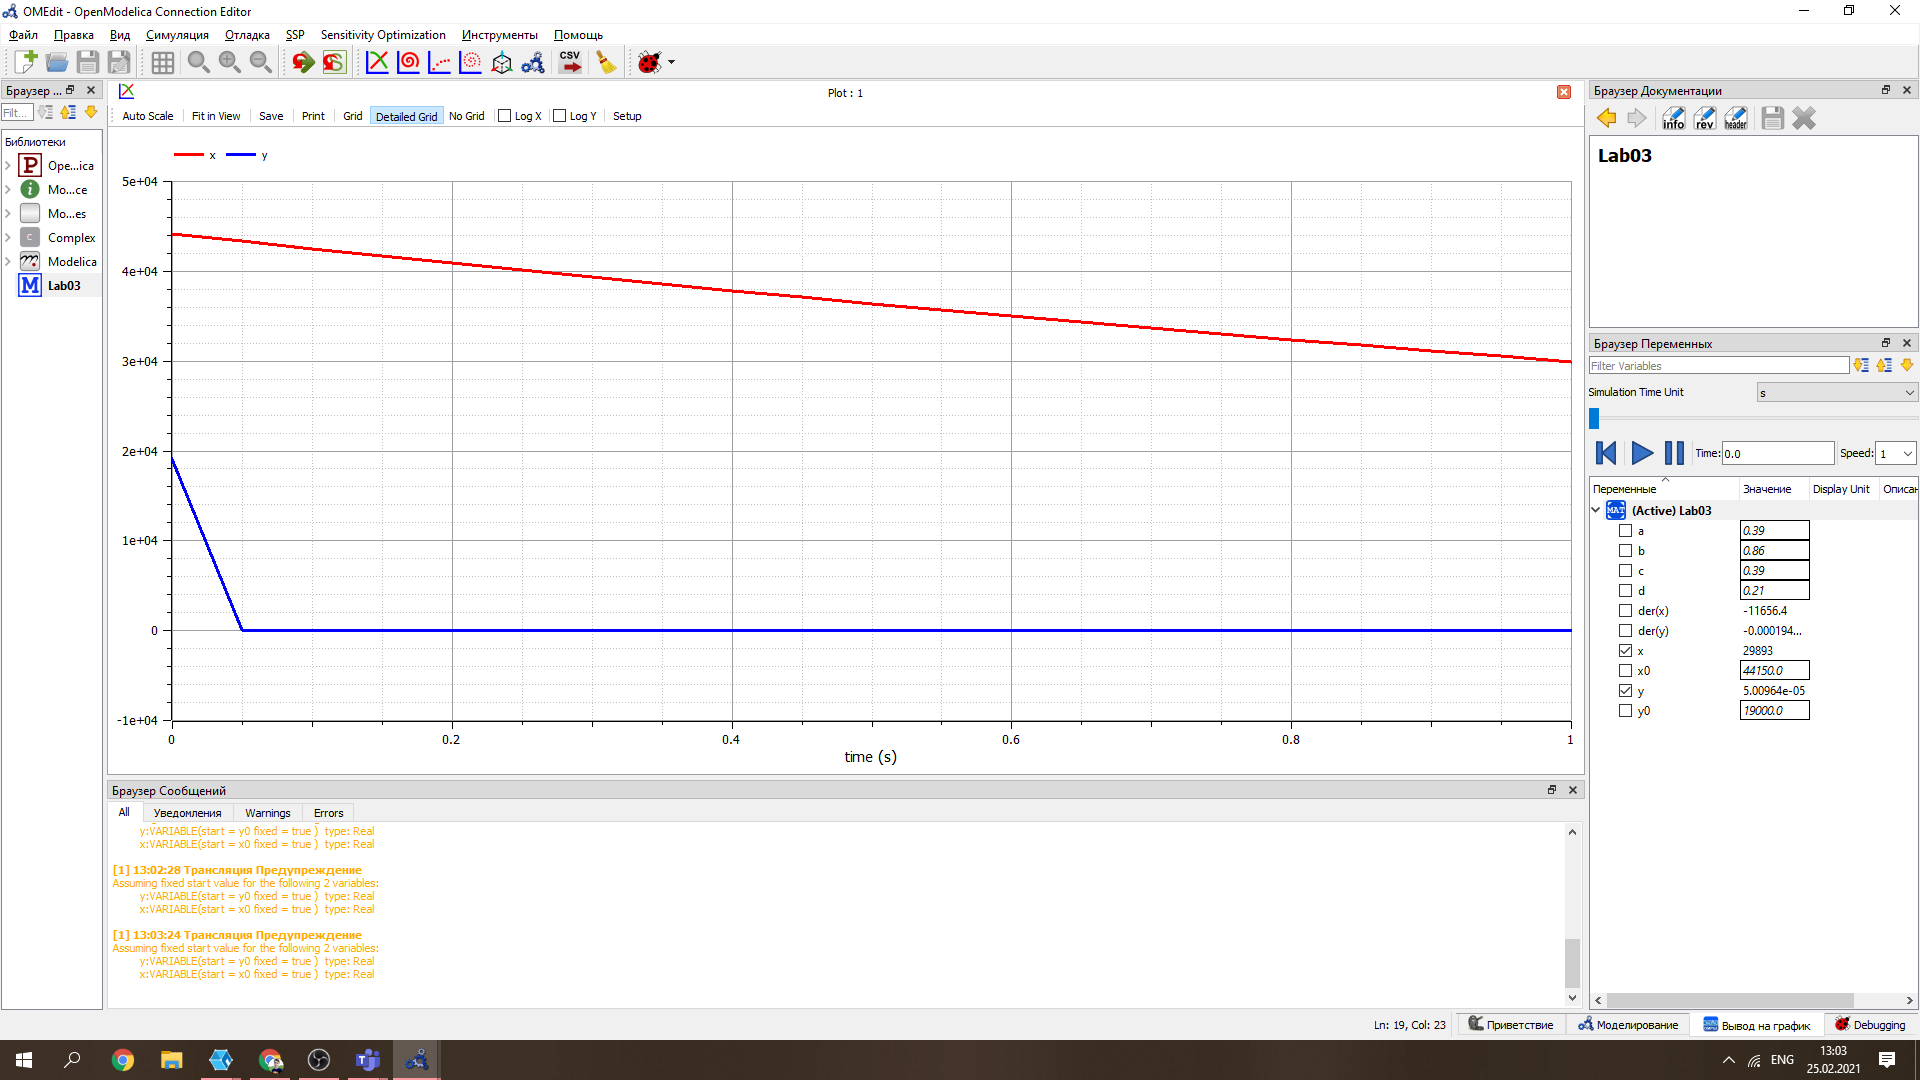 OMEdit - OpenModelica Connection Editor
Файл Правка Вид Симуляция Отладка SSP Sensitivity Optimization Инструменты Помощь
CSV
Браузер ...
Filt...
Библиотеки
P Ope...ica
i Mo...ce
Mo...es
C Complex
Modelica
M Lab03
Plot : 1
Auto Scale Fit in View Save Print Grid Detailed Grid No Grid Log X Log Y Setup
x y
5e+04
4e+04
3e+04
2e+04
1e+04
0
-1e+04
0 0.2 0.4 0.6 0.8 1
time (s)
Браузер Сообщений
All Уведомления Warnings Errors
y:VARIABLE(start = y0 fixed = true ) type: Real
x:VARIABLE(start = x0 fixed = true ) type: Real
[1] 13:02:28 Трансляция Предупреждение
Assuming fixed start value for the following 2 variables:
y:VARIABLE(start = y0 fixed = true ) type: Real
x:VARIABLE(start = x0 fixed = true ) type: Real
[1] 13:03:24 Трансляция Предупреждение
Assuming fixed start value for the following 2 variables:
y:VARIABLE(start = y0 fixed = true ) type: Real
x:VARIABLE(start = x0 fixed = true ) type: Real
Браузер Документации
info rev header
Lab03
Браузер Переменных
Filter Variables
Simulation Time Unit s
Time: 0.0 Speed: 1
Переменные Значение Display Unit Описан
MAT (Active) Lab03
a 0.39
b 0.86
c 0.39
d 0.21
der(x) -11656.4
der(y) -0.000194...
x 29893
x0 44150.0
y 5.00964e-05
y0 19000.0
Ln: 19, Col: 23 Приветствие Моделирование Вывод на график Debugging
ENG
13:03
25.02.2021